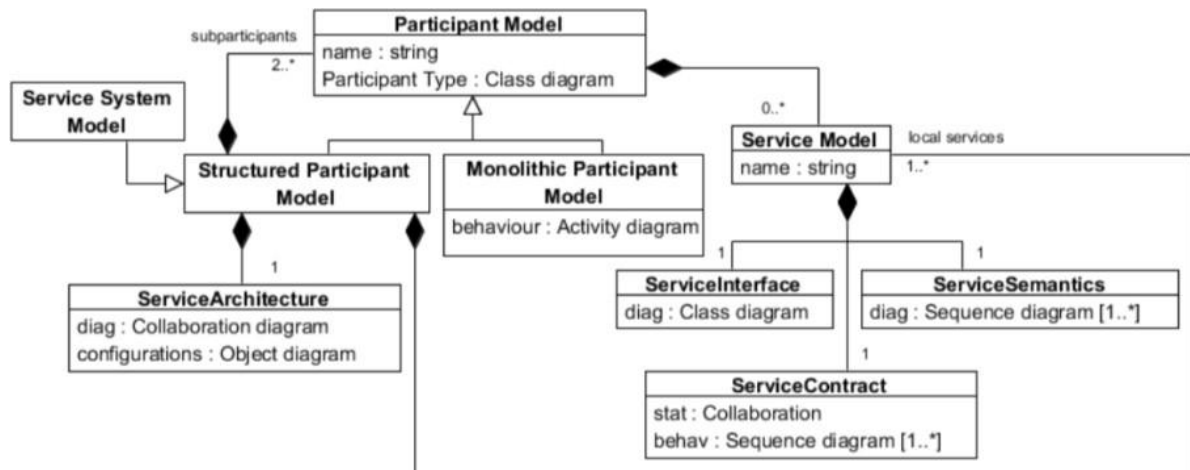 Participant Model
name : string
Participant Type : Class diagram
subparticipants
2..*
Service System
Model
0..*
Service Model
name : string
local services
1..*
Structured Participant
Model
Monolithic Participant
Model
behaviour : Activity diagram
1
ServiceArchitecture
diag : Collaboration diagram
configurations : Object diagram
1
ServiceInterface
diag : Class diagram
1
ServiceSemantics
diag : Sequence diagram [1..*]
1
ServiceContract
stat : Collaboration
behav : Sequence diagram [1..*]